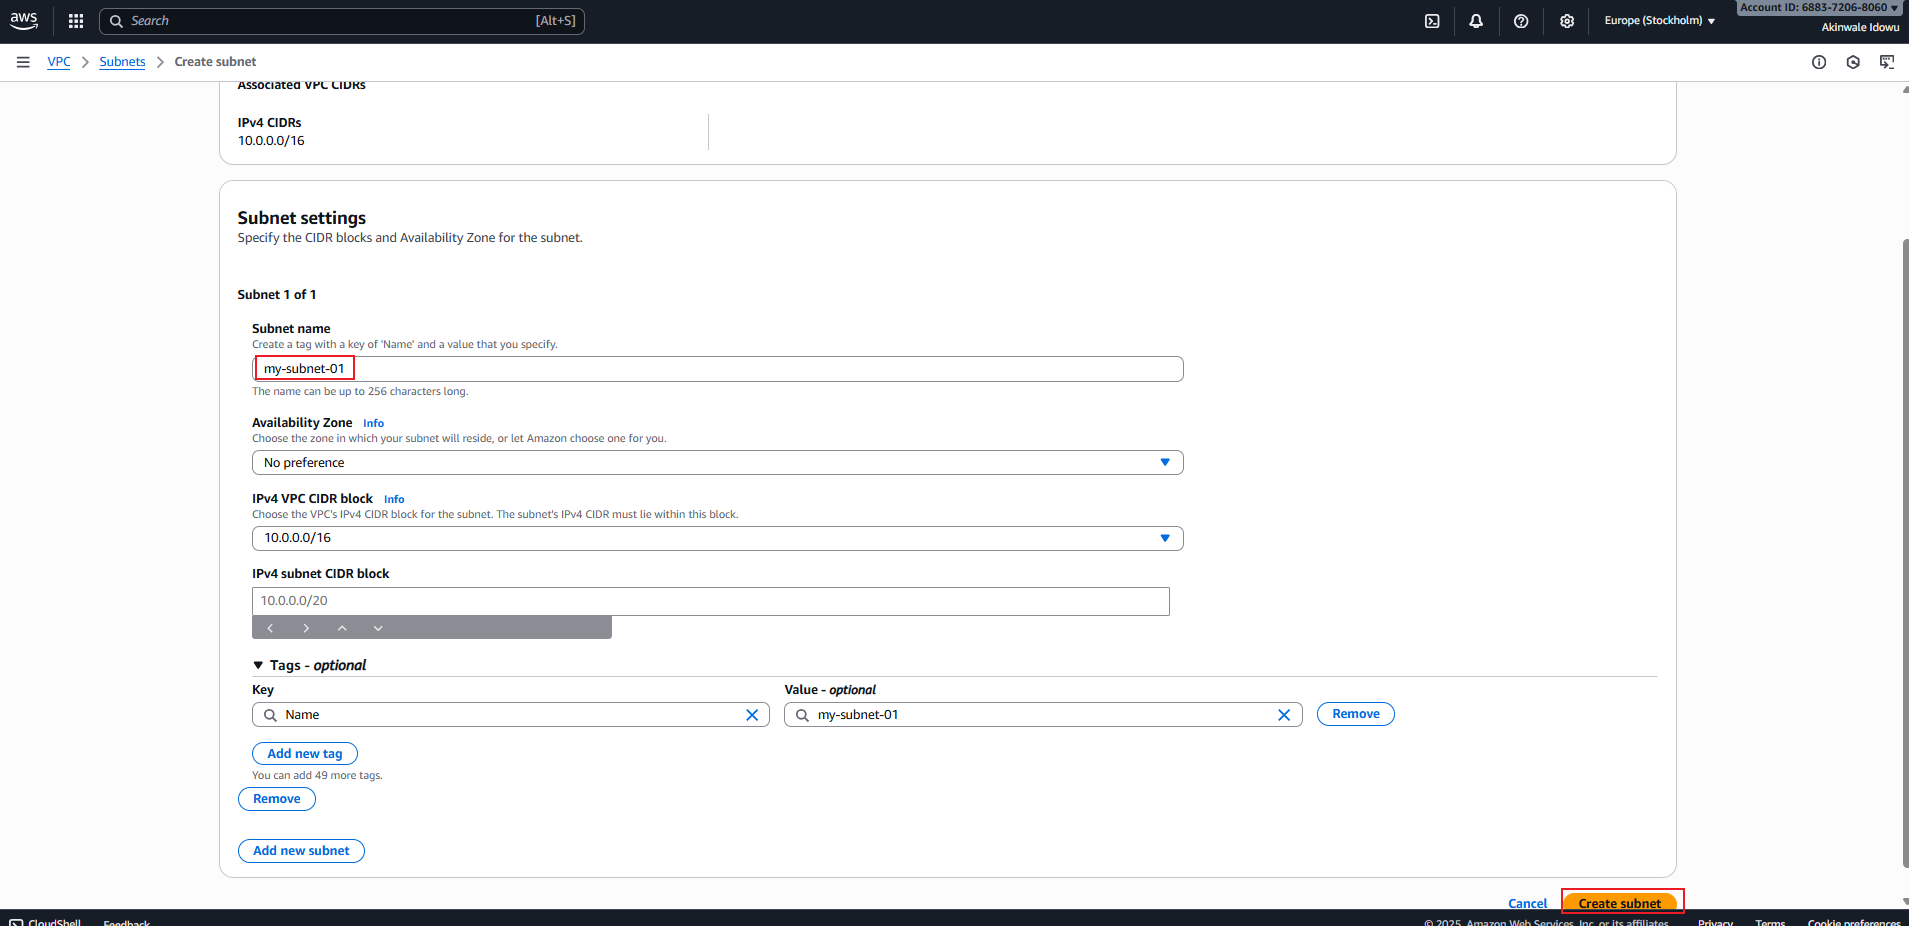 aws
Search [Alt+S]
Europe (Stockholm)
Account ID: 6883-7206-8060
Akinwale Idowu
VPC > Subnets > Create subnet
Associated VPC CIDRs
IPv4 CIDRs
10.0.0.0/16
Subnet settings
Specify the CIDR blocks and Availability Zone for the subnet.
Subnet 1 of 1
Subnet name
Create a tag with a key of 'Name' and a value that you specify.
my-subnet-01
The name can be up to 256 characters long.
Availability Zone Info
Choose the zone in which your subnet will reside, or let Amazon choose one for you.
No preference
IPv4 VPC CIDR block Info
Choose the VPC's IPv4 CIDR block for the subnet. The subnet's IPv4 CIDR must lie within this block.
10.0.0.0/16
IPv4 subnet CIDR block
10.0.0.0/20
Tags - optional
Key Value - optional
Name my-subnet-01 Remove
Add new tag
You can add 49 more tags.
Remove
Add new subnet
Cancel Create subnet
CloudShell Feedback © 2025, Amazon Web Services, Inc. or its affiliates. Privacy Terms Cookie preferences